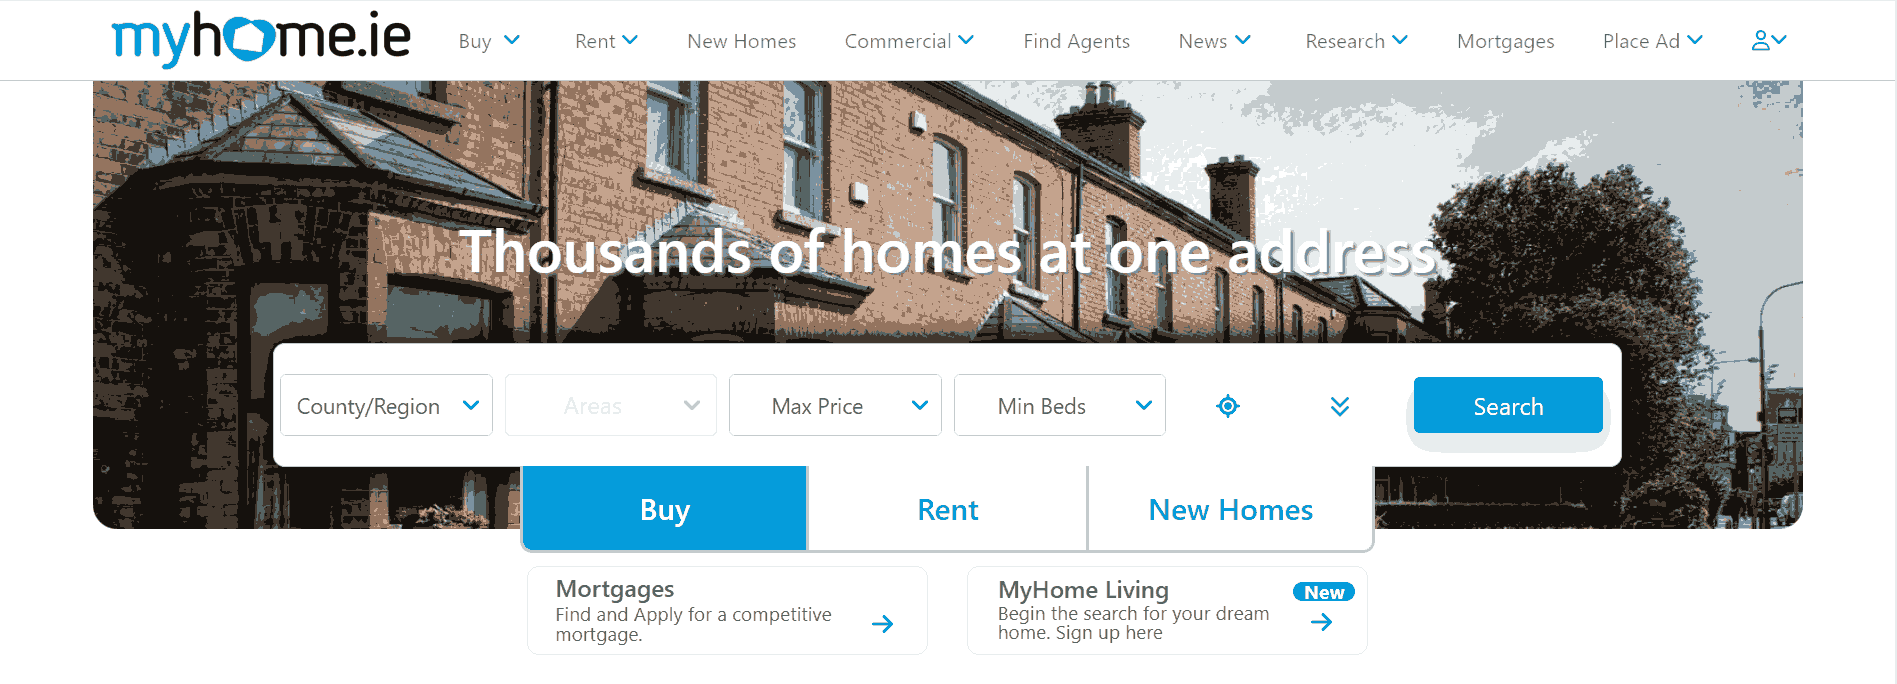 myhome.ie
Buy Rent New Homes Commercial Find Agents News Research Mortgages Place Ad
Thousands of homes at one address
County/Region Areas Max Price Min Beds Search
Buy Rent New Homes
Mortgages
Find and Apply for a competitive
mortgage.
MyHome Living New
Begin the search for your dream
home. Sign up here